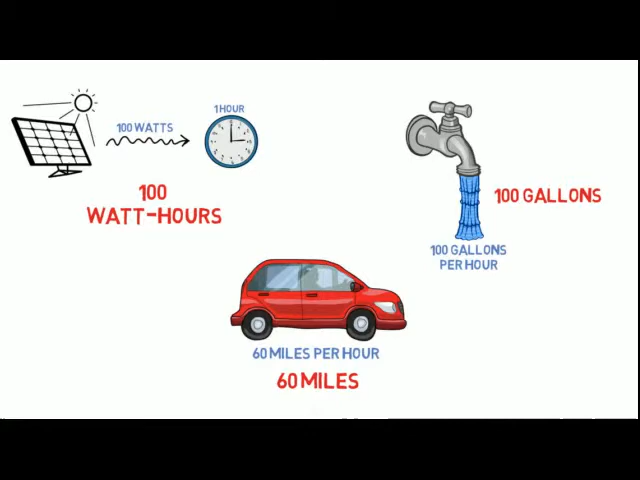 100 WATTS
1 HOUR
100
WATT-HOURS
100 GALLONS
100 GALLONS
PER HOUR
60 MILES PER HOUR
60 MILES